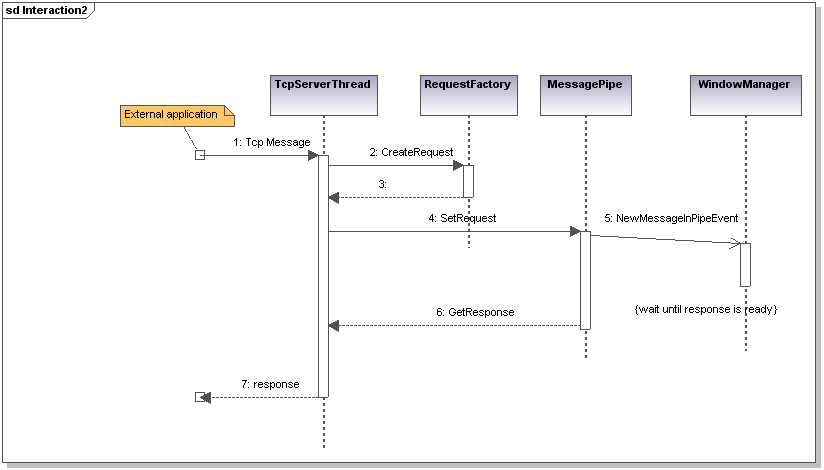 sd Interaction2
TcpServerThread
RequestFactory
MessagePipe
WindowManager
External application
1: Tcp Message
2: CreateRequest
3:
4: SetRequest
5: NewMessageInPipeEvent
{wait until response is ready}
6: GetResponse
7: response